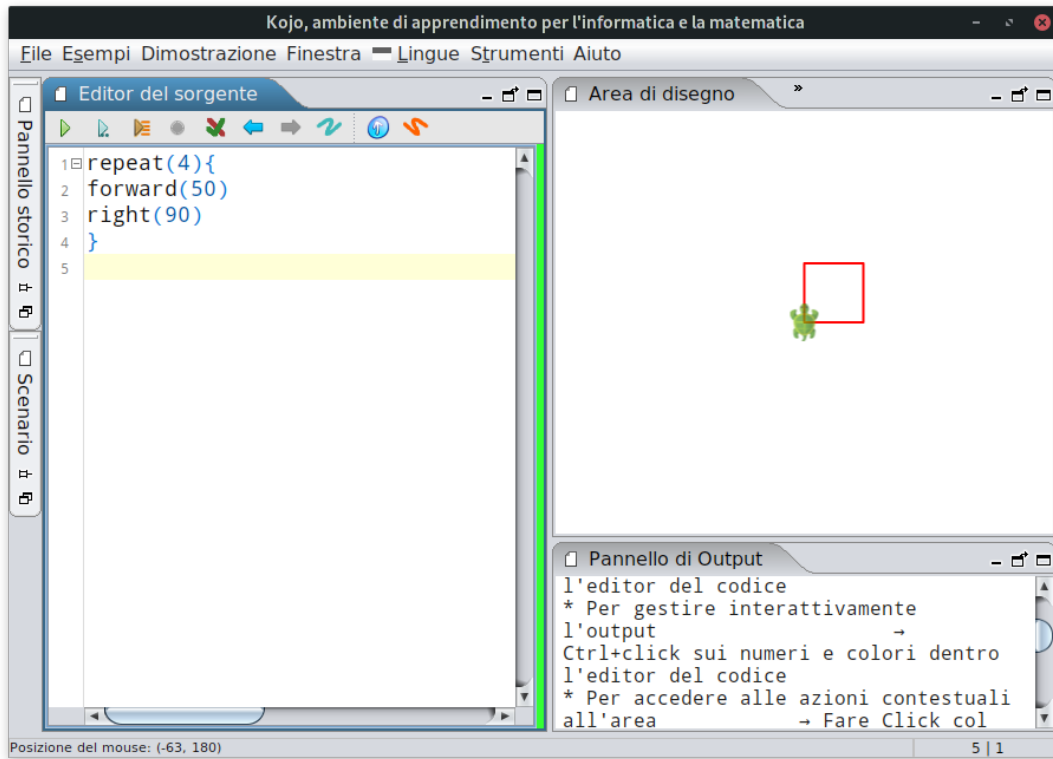 Kojo, ambiente di apprendimento per l'informatica e la matematica
File Esempi Dimostrazione Finestra Lingue Strumenti Aiuto
Pannello storico
Scenario
Editor del sorgente
1 repeat(4){
2 forward(50)
3 right(90)
4 }
5
Area di disegno »
Pannello di Output
l'editor del codice
* Per gestire interattivamente
l'output →
Ctrl+click sui numeri e colori dentro
l'editor del codice
* Per accedere alle azioni contestuali
all'area → Fare Click col
Posizione del mouse: (-63, 180)
5 | 1